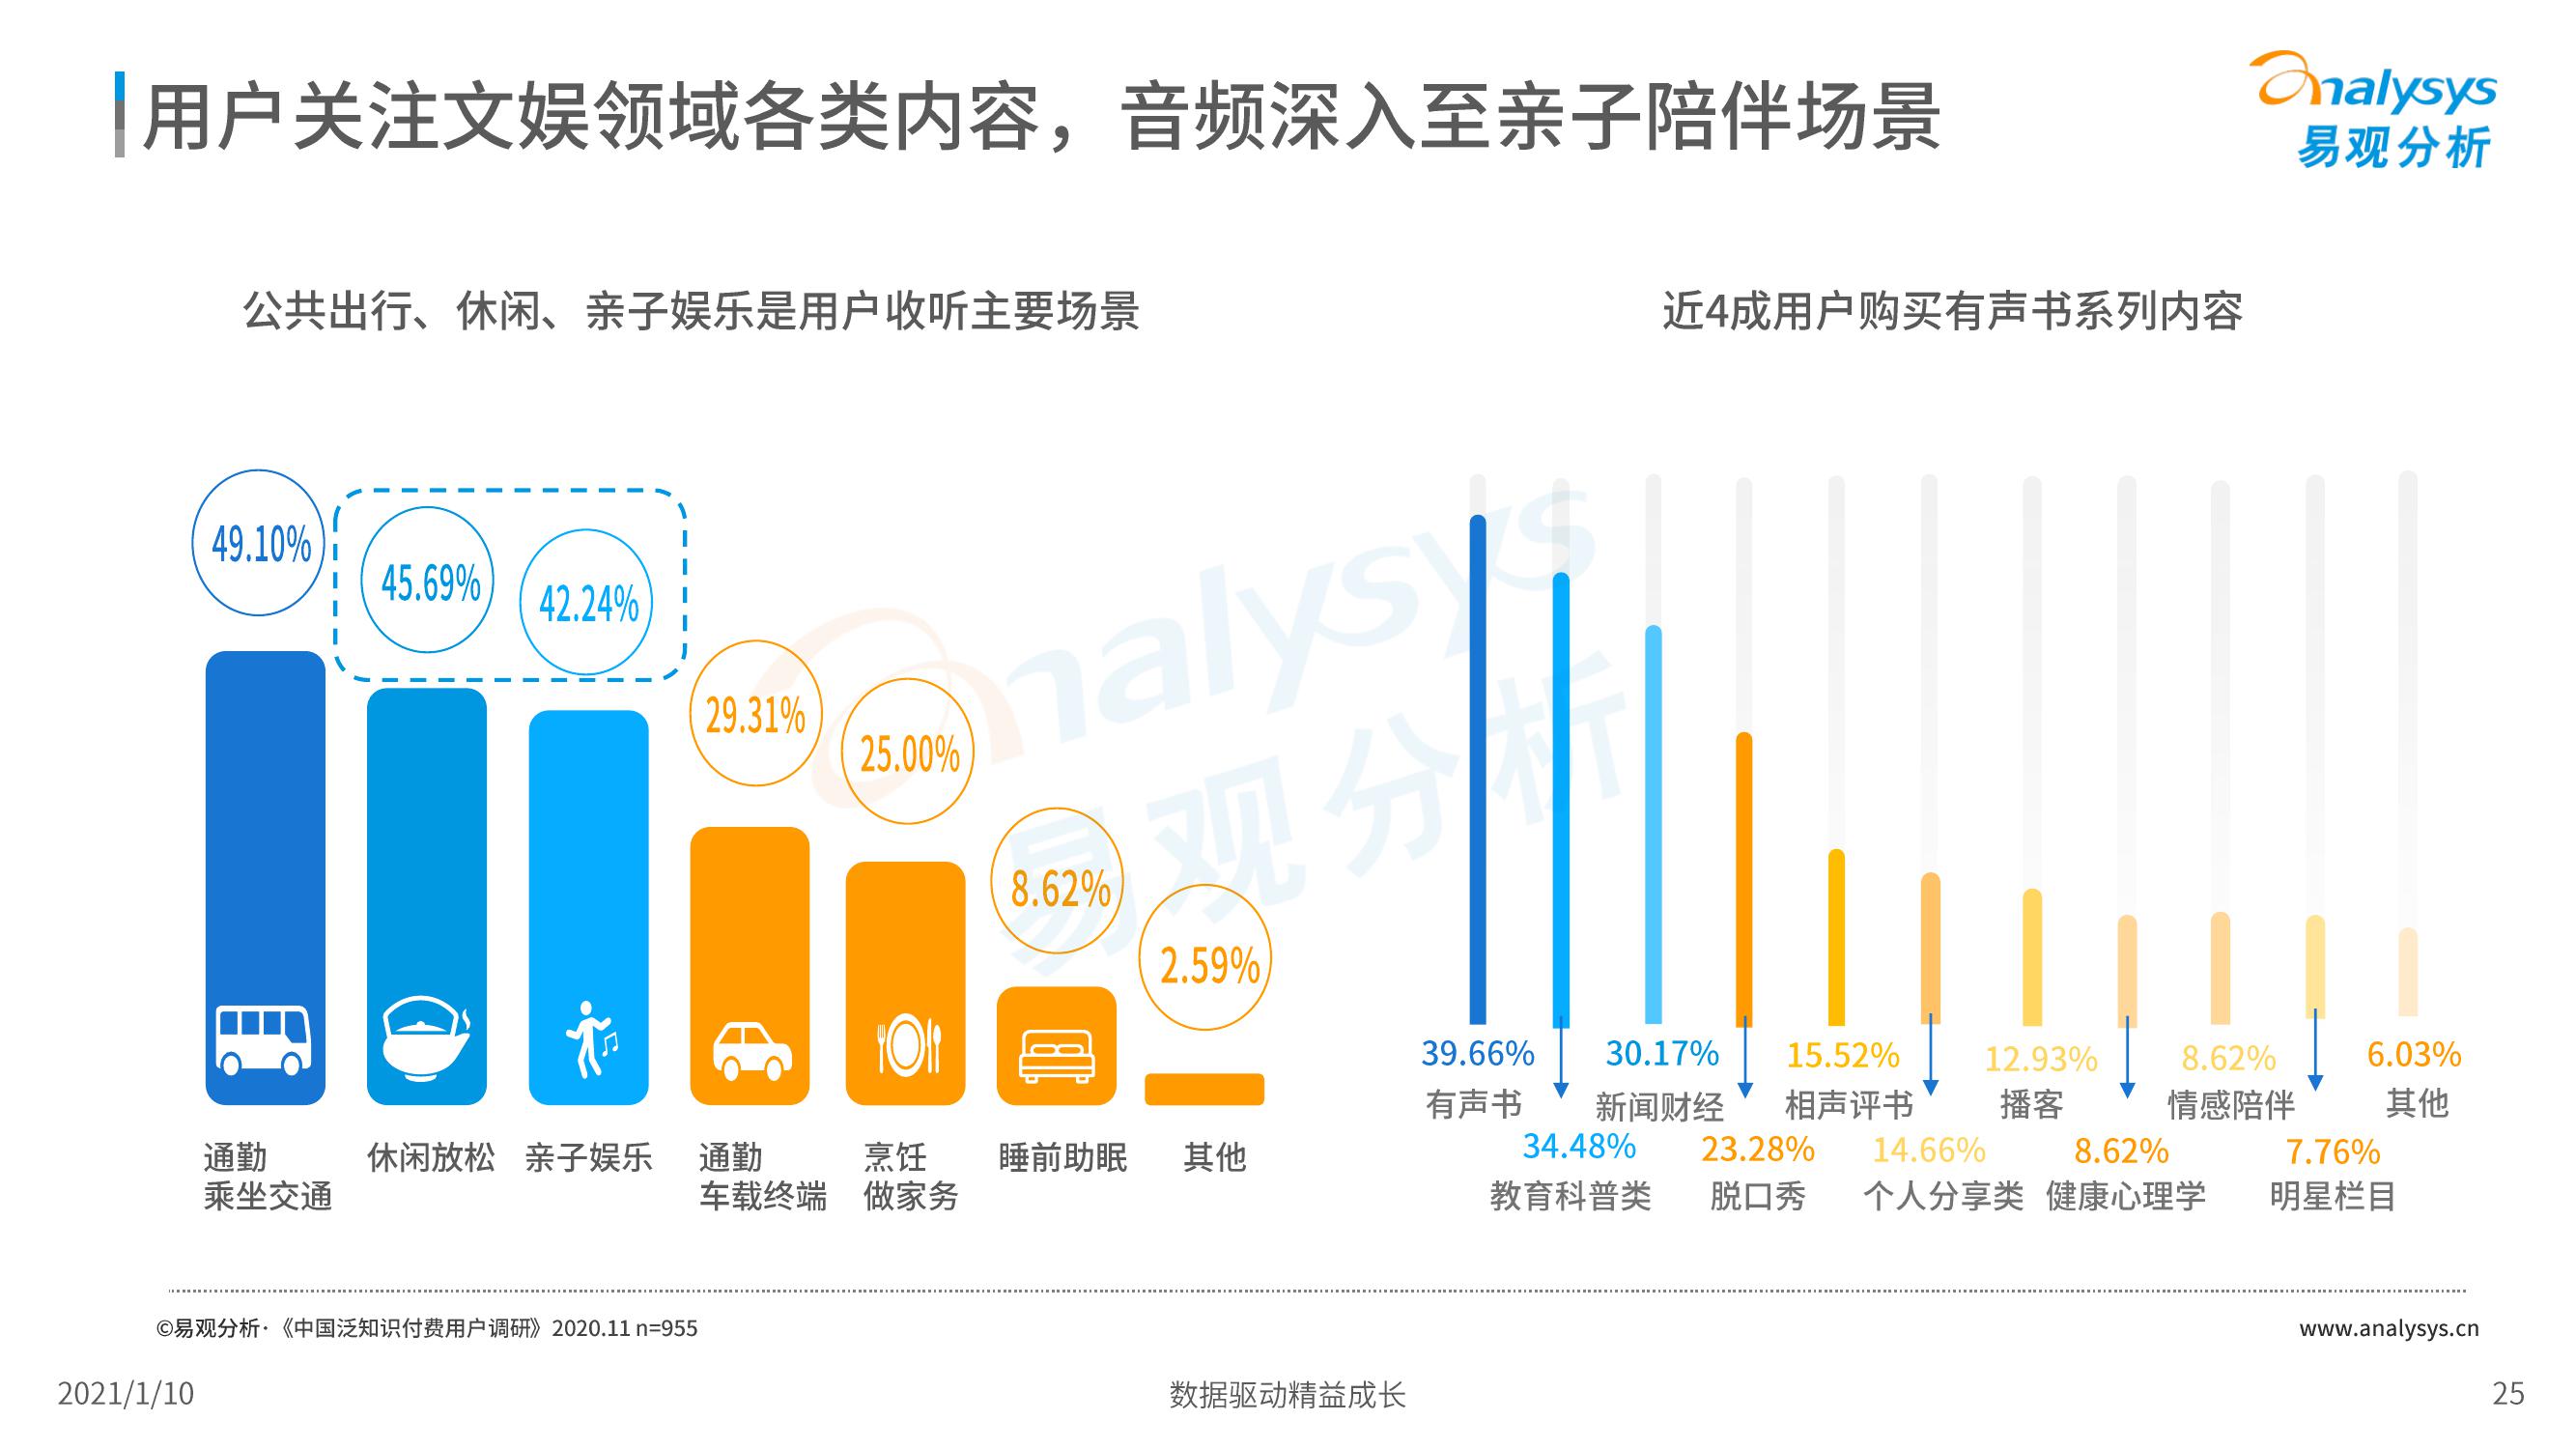 用户关注文娱领域各类内容，音频深入至亲子陪伴场景
analysys
易观分析
公共出行、休闲、亲子娱乐是用户收听主要场景
49.10%
45.69%
42.24%
29.31%
25.00%
8.62%
2.59%
通勤
乘坐交通
休闲放松
亲子娱乐
通勤
车载终端
烹饪
做家务
睡前助眠
其他
近4成用户购买有声书系列内容
39.66%
有声书
34.48%
教育科普类
30.17%
新闻财经
23.28%
脱口秀
15.52%
相声评书
14.66%
个人分享类
12.93%
播客
8.62%
健康心理学
8.62%
情感陪伴
7.76%
明星栏目
6.03%
其他
analysys
易观分析
©易观分析·《中国泛知识付费用户调研》2020.11 n=955
www.analysys.cn
2021/1/10
数据驱动精益成长
25